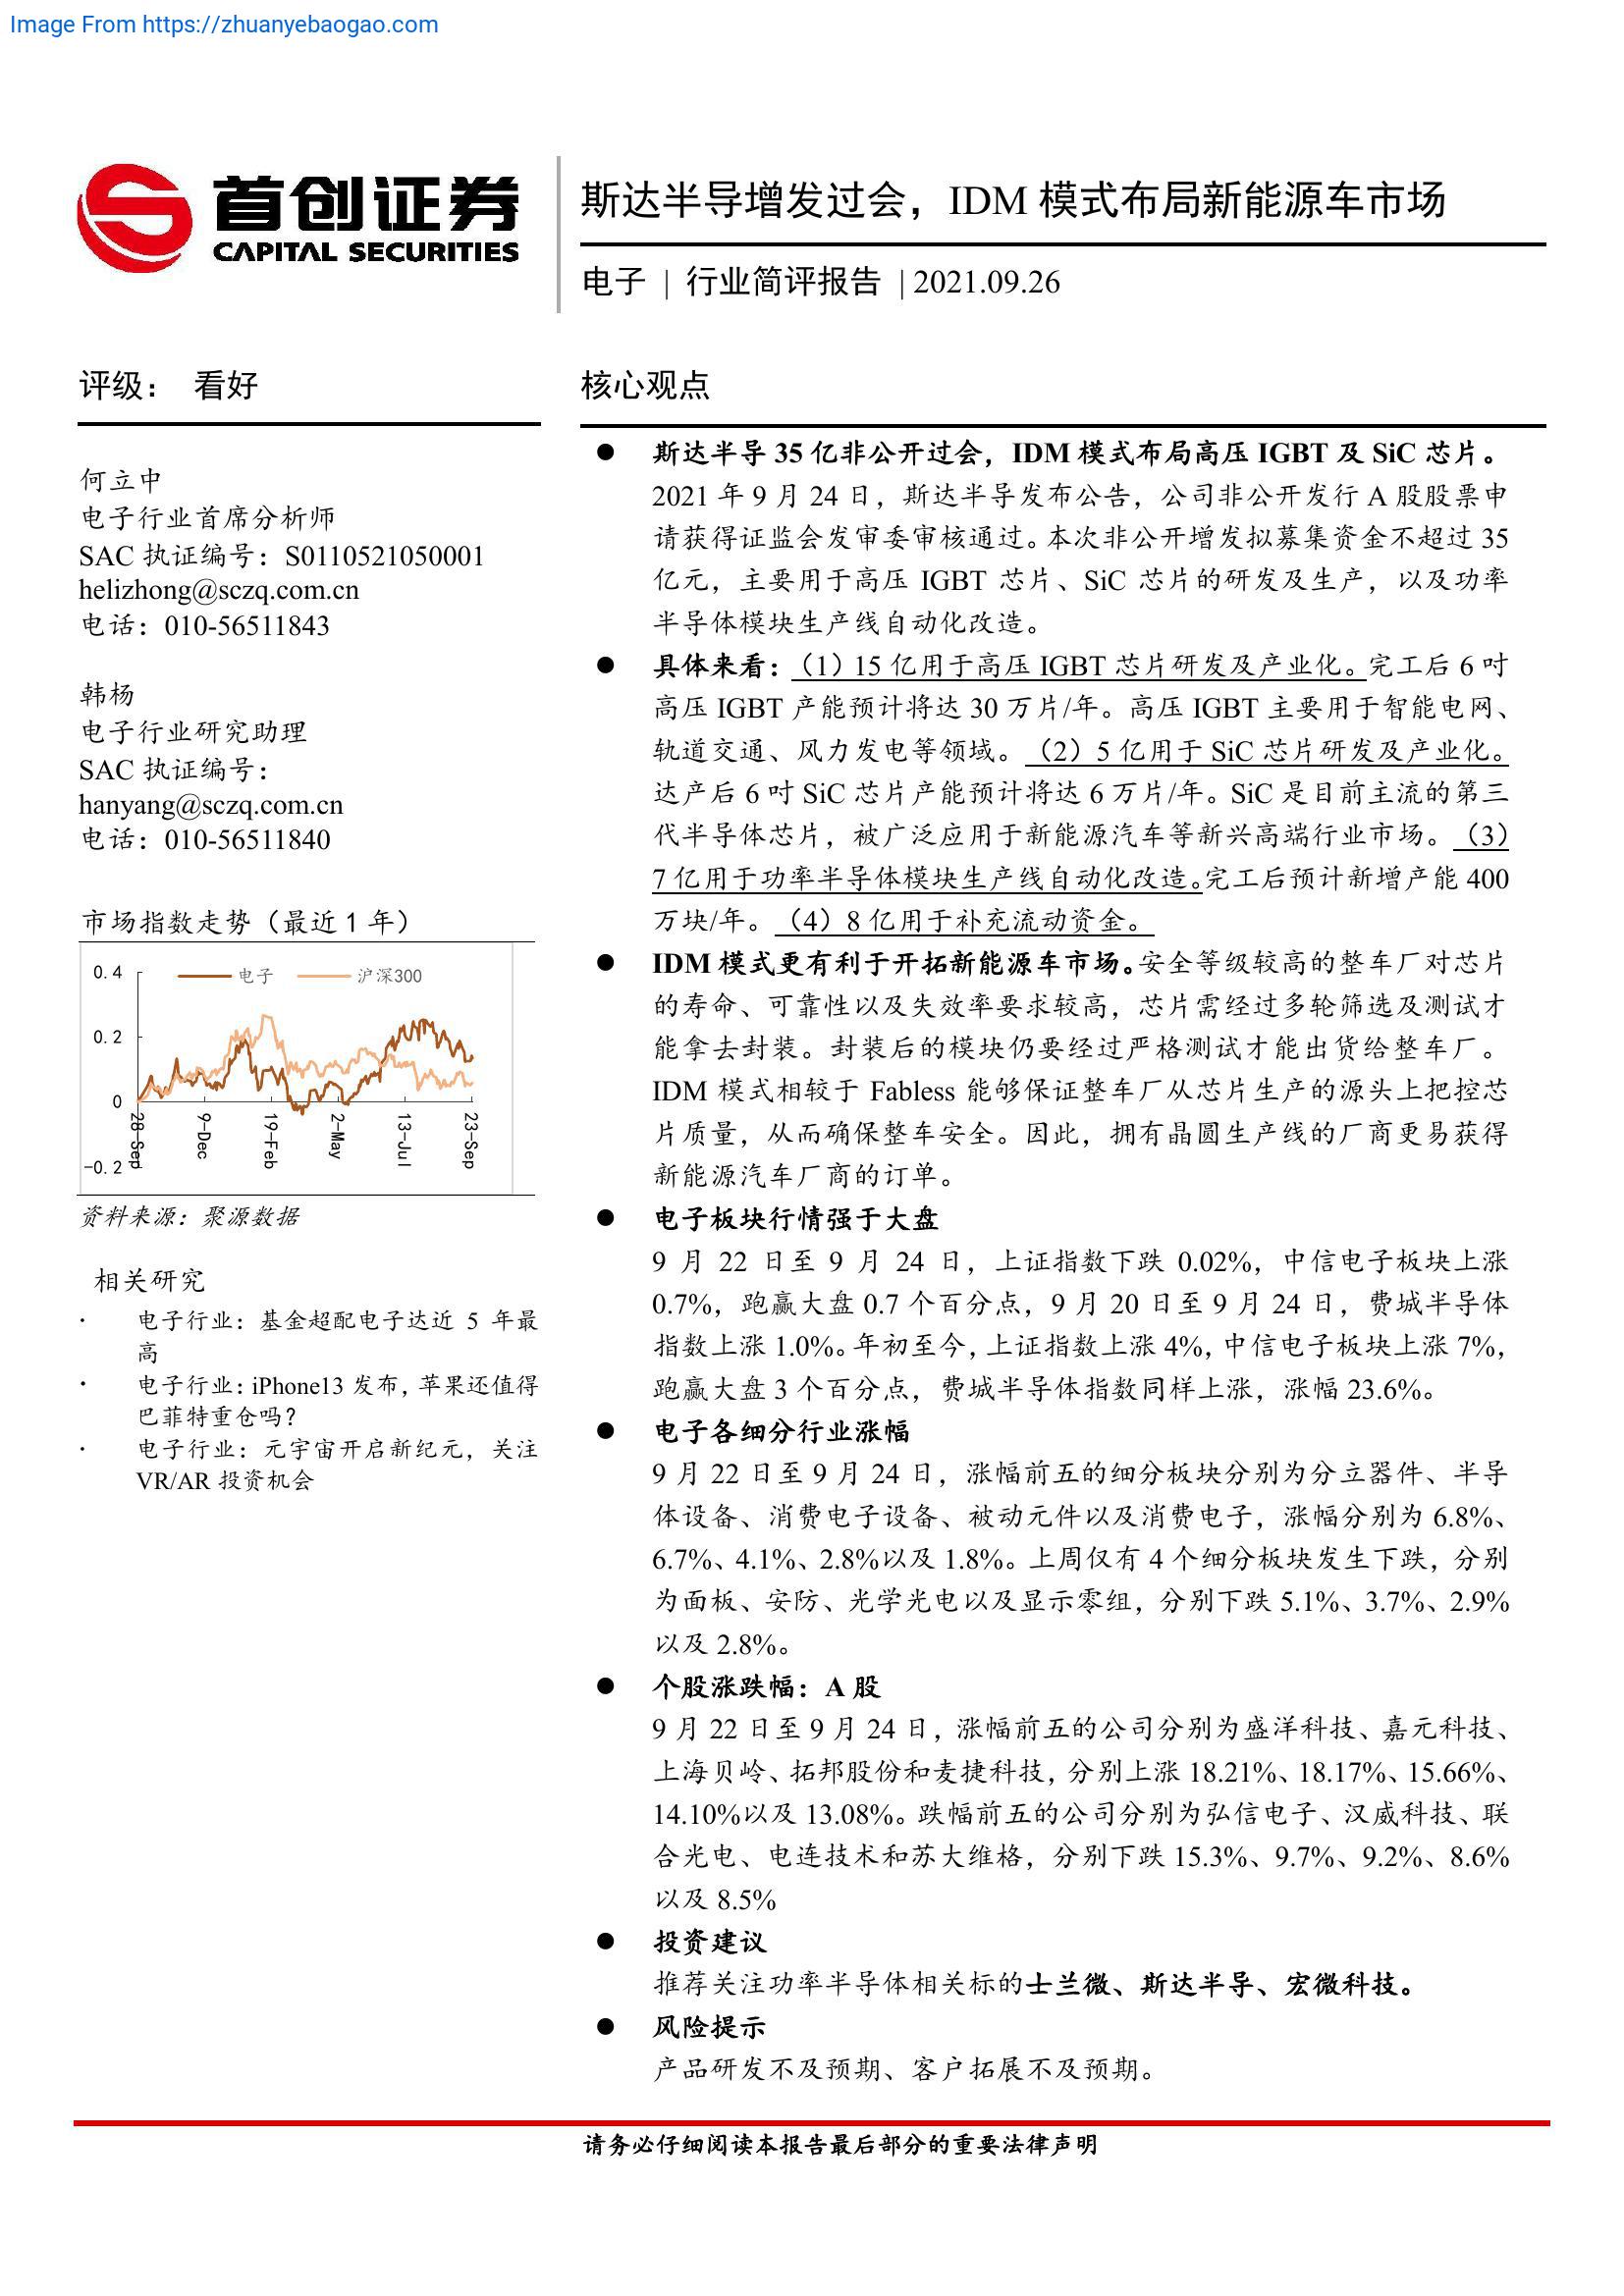 Image From https://zhuanyebaogao.com
首创证券
CAPITAL SECURITIES
斯达半导增发过会，IDM 模式布局新能源车市场
电子 | 行业简评报告 | 2021.09.26
评级： 看好
何立中
电子行业首席分析师
SAC 执证编号：S0110521050001
helizhong@sczq.com.cn
电话：010-56511843
韩杨
电子行业研究助理
SAC 执证编号：
hanyang@sczq.com.cn
电话：010-56511840
市场指数走势（最近 1 年）
电子 沪深300
0.4
0.2
0
-0.2
28-Sep
9-Dec
19-Feb
2-May
13-Jul
23-Sep
资料来源：聚源数据
相关研究
· 电子行业：基金超配电子达近 5 年最
高
· 电子行业：iPhone13 发布，苹果还值得
巴菲特重仓吗？
· 电子行业：元宇宙开启新纪元，关注
VR/AR 投资机会
核心观点
● 斯达半导 35 亿非公开过会，IDM 模式布局高压 IGBT 及 SiC 芯片。
2021 年 9 月 24 日，斯达半导发布公告，公司非公开发行 A 股股票申
请获得证监会发审委审核通过。本次非公开增发拟募集资金不超过 35
亿元，主要用于高压 IGBT 芯片、SiC 芯片的研发及生产，以及功率
半导体模块生产线自动化改造。
● 具体来看：（1）15 亿用于高压 IGBT 芯片研发及产业化。完工后 6 吋
高压 IGBT 产能预计将达 30 万片/年。高压 IGBT 主要用于智能电网、
轨道交通、风力发电等领域。（2）5 亿用于 SiC 芯片研发及产业化。
达产后 6 吋 SiC 芯片产能预计将达 6 万片/年。SiC 是目前主流的第三
代半导体芯片，被广泛应用于新能源汽车等新兴高端行业市场。（3）
7 亿用于功率半导体模块生产线自动化改造。完工后预计新增产能 400
万块/年。（4）8 亿用于补充流动资金。
● IDM 模式更有利于开拓新能源车市场。安全等级较高的整车厂对芯片
的寿命、可靠性以及失效率要求较高，芯片需经过多轮筛选及测试才
能拿去封装。封装后的模块仍要经过严格测试才能出货给整车厂。
IDM 模式相较于 Fabless 能够保证整车厂从芯片生产的源头上把控芯
片质量，从而确保整车安全。因此，拥有晶圆生产线的厂商更易获得
新能源汽车厂商的订单。
● 电子板块行情强于大盘
9 月 22 日至 9 月 24 日，上证指数下跌 0.02%，中信电子板块上涨
0.7%，跑赢大盘 0.7 个百分点，9 月 20 日至 9 月 24 日，费城半导体
指数上涨 1.0%。年初至今，上证指数上涨 4%，中信电子板块上涨 7%，
跑赢大盘 3 个百分点，费城半导体指数同样上涨，涨幅 23.6%。
● 电子各细分行业涨幅
9 月 22 日至 9 月 24 日，涨幅前五的细分板块分别为分立器件、半导
体设备、消费电子设备、被动元件以及消费电子，涨幅分别为 6.8%、
6.7%、4.1%、2.8%以及 1.8%。上周仅有 4 个细分板块发生下跌，分别
为面板、安防、光学光电以及显示零组，分别下跌 5.1%、3.7%、2.9%
以及 2.8%。
● 个股涨跌幅：A 股
9 月 22 日至 9 月 24 日，涨幅前五的公司分别为盛洋科技、嘉元科技、
上海贝岭、拓邦股份和麦捷科技，分别上涨 18.21%、18.17%、15.66%、
14.10%以及 13.08%。跌幅前五的公司分别为弘信电子、汉威科技、联
合光电、电连技术和苏大维格，分别下跌 15.3%、9.7%、9.2%、8.6%
以及 8.5%
● 投资建议
推荐关注功率半导体相关标的士兰微、斯达半导、宏微科技。
● 风险提示
产品研发不及预期、客户拓展不及预期。
请务必仔细阅读本报告最后部分的重要法律声明